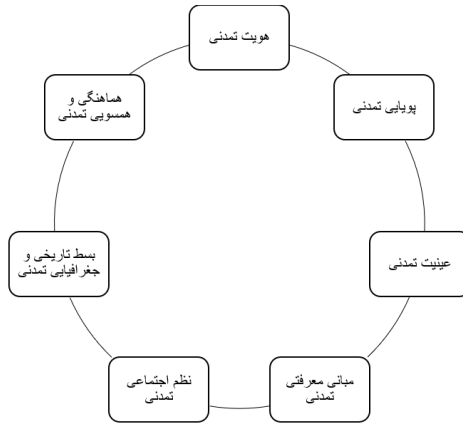 هویت تمدنی
پویایی تمدنی
عینیت تمدنی
مبانی معرفتی
تمدنی
نظم اجتماعی
تمدنی
بسط تاریخی و
جغرافیایی تمدنی
هماهنگی و
همسویی تمدنی